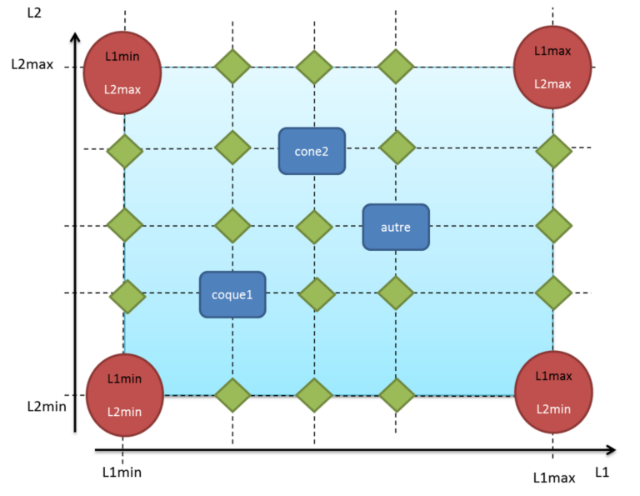 L2
L2max
L1min
L2max
L1max
L2max
cone2
autre
coque1
L1min
L2min
L1max
L2min
L2min
L1min
L1max
L1